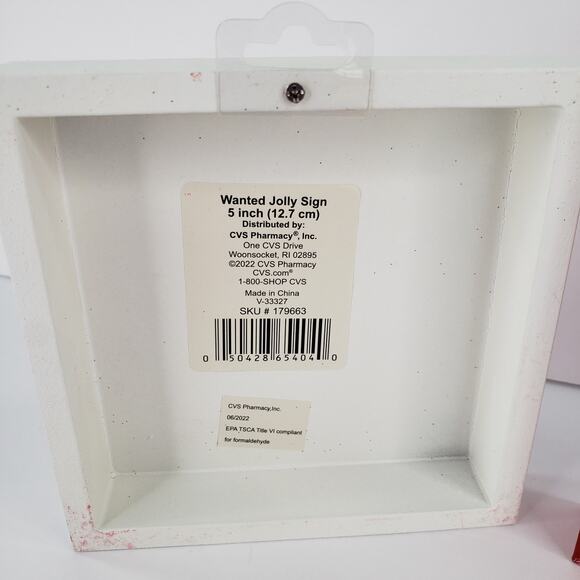 Wanted Jolly Sign
5 inch (12.7 cm)
Distributed by:
CVS Pharmacy®, Inc.
One CVS Drive
Woonsocket, RI 02895
©2022 CVS Pharmacy
CVS.com®
1-800-SHOP CVS
Made in China
V-33327
SKU # 179663
0 50428 65404 0
CVS Pharmacy,Inc.
06/2022
EPA TSCA Title VI compliant
for formaldehyde